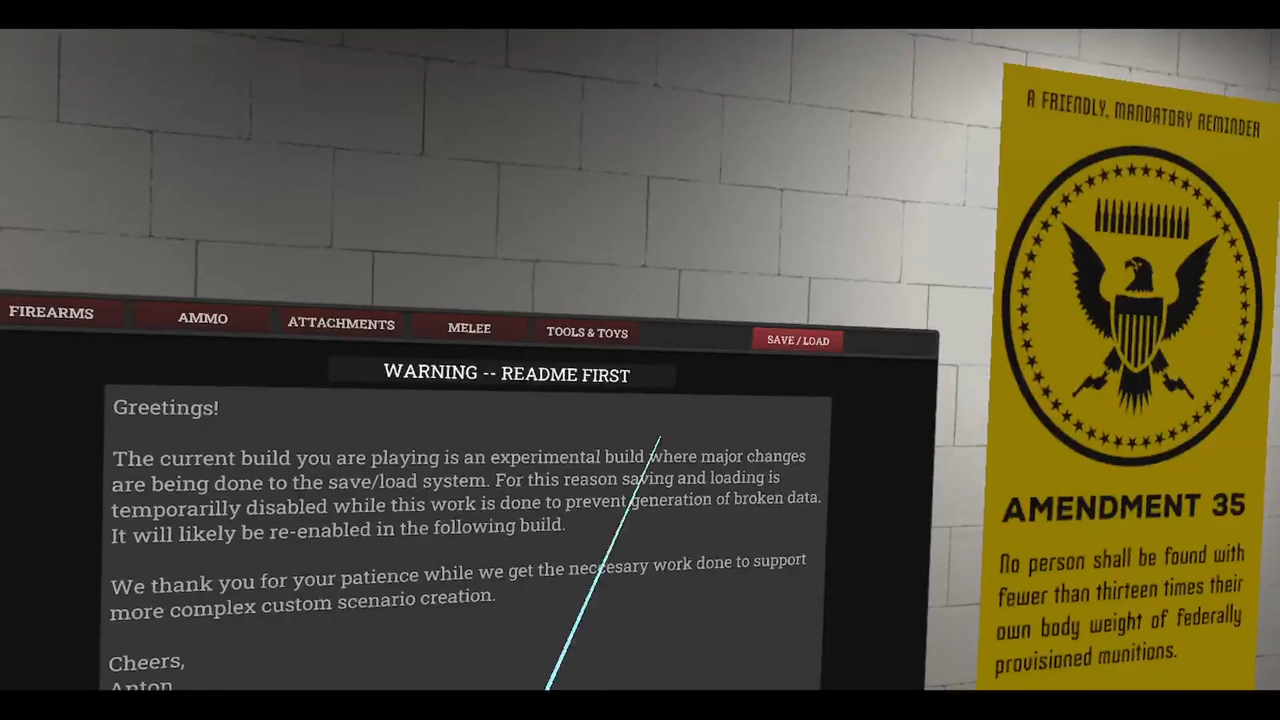 FIREARMS
AMMO
ATTACHMENTS
MELEE
TOOLS & TOYS
SAVE / LOAD
WARNING -- README FIRST
Greetings!
The current build you are playing is an experimental build where major changes
are being done to the save/load system. For this reason saving and loading is
temporarilly disabled while this work is done to prevent generation of broken data.
It will likely be re-enabled in the following build.
We thank you for your patience while we get the neccesary work done to support
more complex custom scenario creation.
Cheers,
Anton
A FRIENDLY, MANDATORY REMINDER
AMENDMENT 35
No person shall be found with
fewer than thirteen times their
own body weight of federally
provisioned munitions.